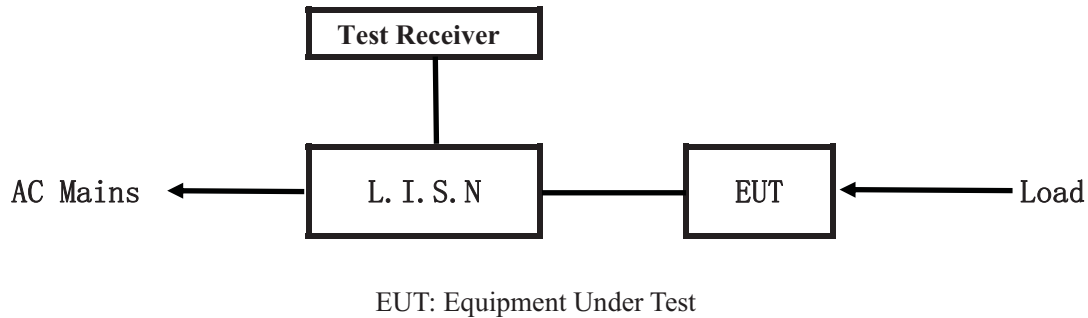 Test Receiver
AC Mains
L.I.S.N
EUT
Load
EUT: Equipment Under Test